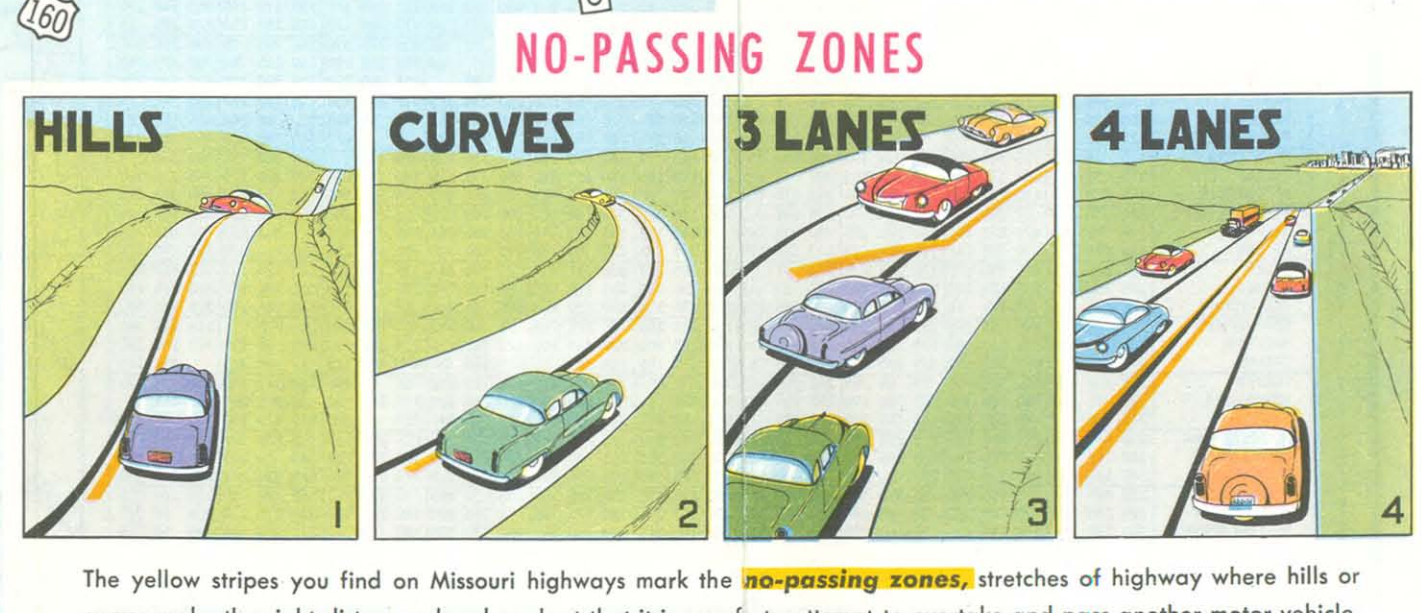 160
NO-PASSING ZONES
HILLS
1
CURVES
2
3 LANES
3
4 LANES
4
The yellow stripes you find on Missouri highways mark the no-passing zones, stretches of highway where hills or